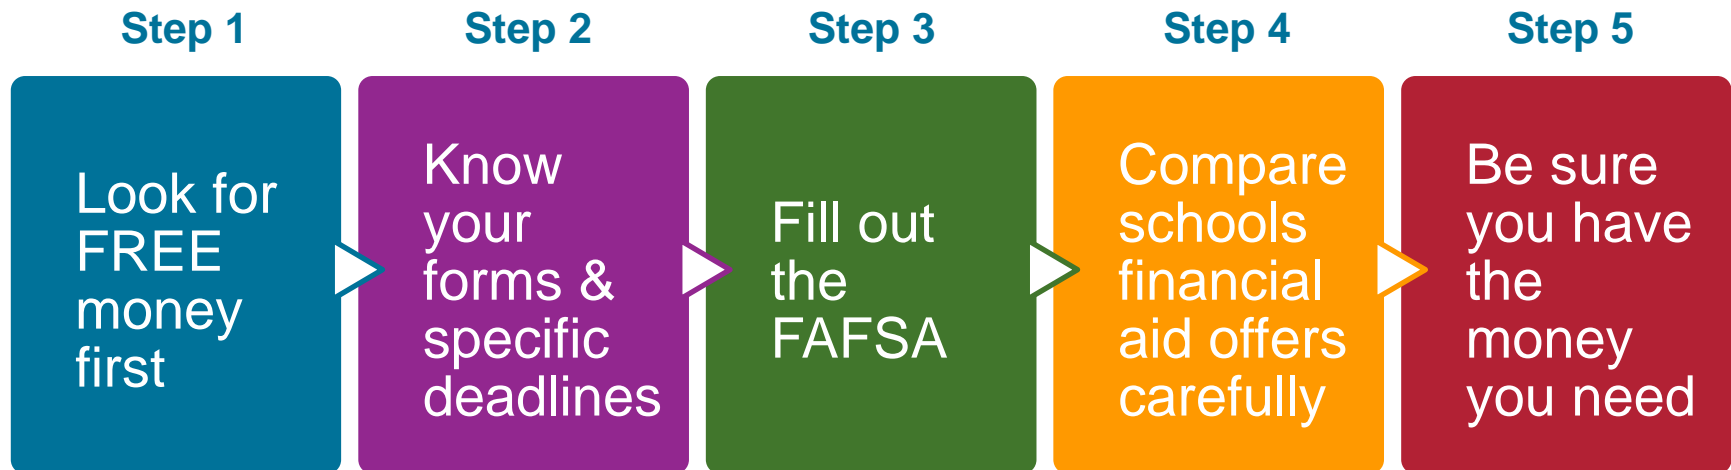 Step 1
Look for
FREE
money
first
Step 2
Know
your
forms &
specific
deadlines
Step 3
Fill out
the
FAFSA
Step 4
Compare
schools
financial
aid offers
carefully
Step 5
Be sure
you have
the
money
you need